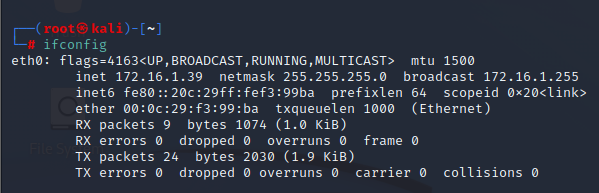 ┌──(root㉿kali)-[~]
└─# ifconfig
eth0: flags=4163<UP,BROADCAST,RUNNING,MULTICAST>  mtu 1500
        inet 172.16.1.39  netmask 255.255.255.0  broadcast 172.16.1.255
        inet6 fe80::20c:29ff:fef3:99ba  prefixlen 64  scopeid 0×20<link>
        ether 00:0c:29:f3:99:ba  txqueuelen 1000  (Ethernet)
        RX packets 9  bytes 1074 (1.0 KiB)
        RX errors 0  dropped 0  overruns 0  frame 0
        TX packets 24  bytes 2030 (1.9 KiB)
        TX errors 0  dropped 0 overruns 0  carrier 0  collisions 0